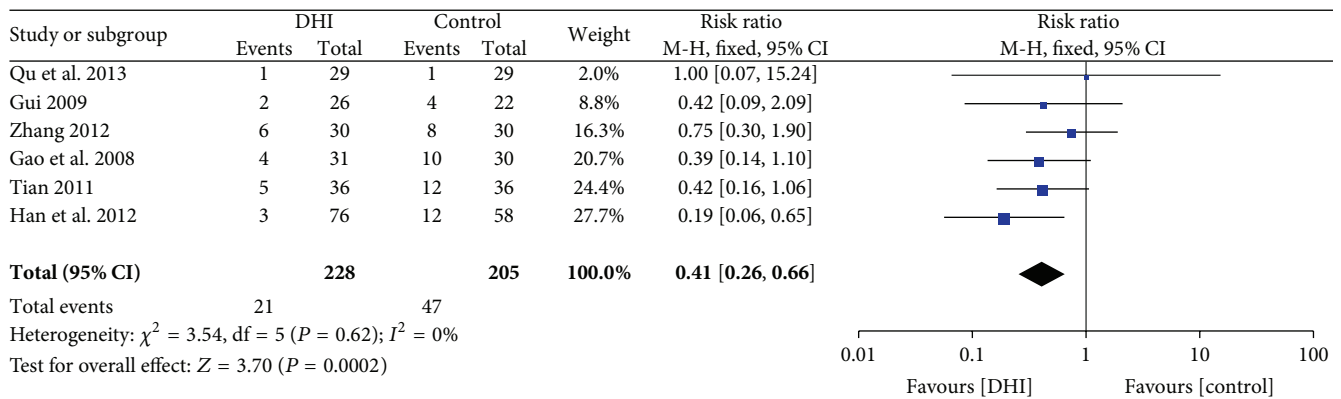 Study or subgroup DHI Control Weight Risk ratio Risk ratio
Events Total Events Total M-H, fixed, 95% CI M-H, fixed, 95% CI
Qu et al. 2013 1 29 1 29 2.0% 1.00 [0.07, 15.24]
Gui 2009 2 26 4 22 8.8% 0.42 [0.09, 2.09]
Zhang 2012 6 30 8 30 16.3% 0.75 [0.30, 1.90]
Gao et al. 2008 4 31 10 30 20.7% 0.39 [0.14, 1.10]
Tian 2011 5 36 12 36 24.4% 0.42 [0.16, 1.06]
Han et al. 2012 3 76 12 58 27.7% 0.19 [0.06, 0.65]
Total (95% CI) 228 205 100.0% 0.41 [0.26, 0.66]
Total events 21 47
Heterogeneity: χ² = 3.54, df = 5 (P = 0.62); I² = 0%
Test for overall effect: Z = 3.70 (P = 0.0002)
0.01 0.1 1 10 100
Favours [DHI] Favours [control]